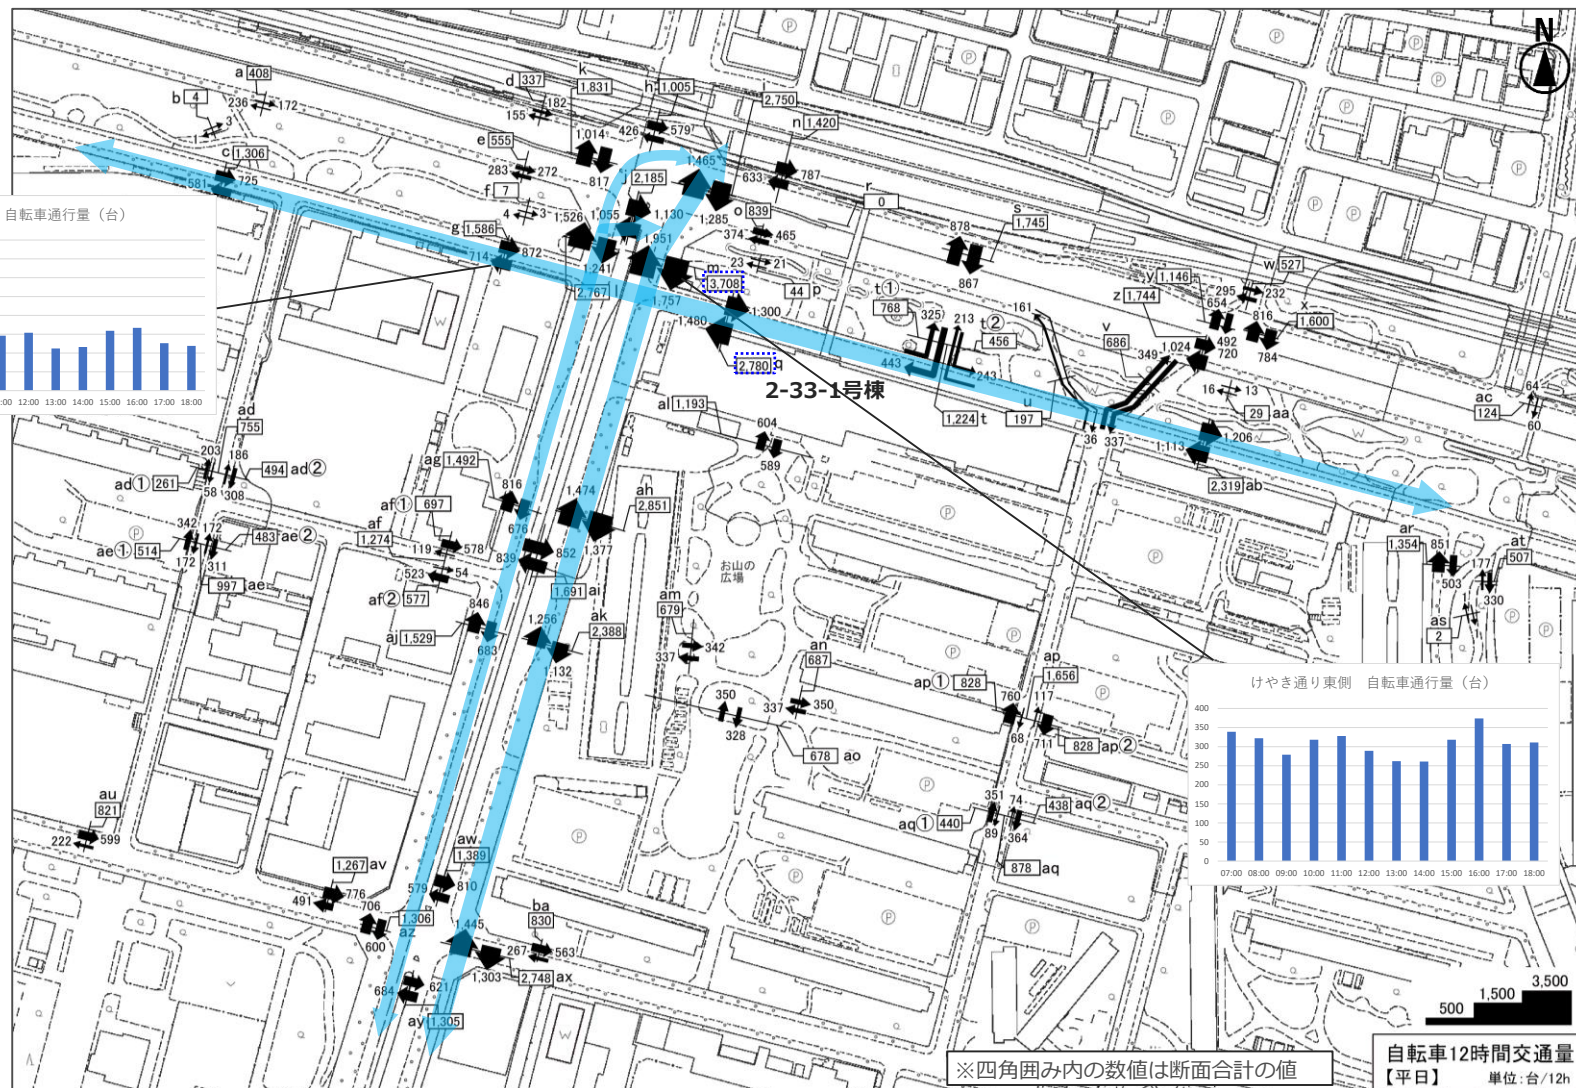 N
a 408
236 172
b 4
3
1
c 1,306
581 725
d 337
182
155
k 1,831
1,014
817
h 1,005
426 579
i 2,750
1,465
1,285
n 1,420
633 787
e 555
283 272
f 7
4 3
g 1,586
714 872
j 2,185
1,055 1,130
1,526
1,241
2,767 l
1,951
1,757
m 3,708
o 839
374 465
23 21
44 p
r 0
s 1,745
878
867
1,300
1,480
2,780 q
2-33-1号棟
t① 768
325 213
t② 456
443 243
1,224 t
u 197
161
36 337
v 686
349
w 527
295 232
x 1,600
816
784
y 1,146
654
492
z 1,744
1,024
720
16 13
29 aa
1,206
1,113
2,319 ab
ac 124
64
60
自転車通行量（台）
12:00 13:00 14:00 15:00 16:00 17:00 18:00
ad 755
203 186
494 ad②
ad① 261
58 308
342 172
483 ae②
ae① 514
172 311
997 ae
af① 697
af 1,274
119 578
523 54
af② 577
ag 1,492
816
676
ah 2,851
1,474
1,377
839 852
1,691 ai
846
aj 1,529
683
1,256
ak 2,388
1,132
al 1,193
604
589
お山の
広場
am 679
342
337
an 687
337 350
350
328
678 ao
ap 1,656
ap① 828
760 117
68 711
828 ap②
351 74
438 aq②
aq① 440
89 364
878 aq
ar 1,354
851
503
at 507
177
330
as 2
1
au 821
222 599
1,267 av
776
491
706
600
1,306 az
aw 1,389
579 810
1,445
1,303
2,748 ax
684 621
ay 1,305
ba 830
267 563
けやき通り東側　自転車通行量（台）
400
350
300
250
200
150
100
50
0
07:00 08:00 09:00 10:00 11:00 12:00 13:00 14:00 15:00 16:00 17:00 18:00
500 1,500 3,500
※四角囲み内の数値は断面合計の値
自転車12時間交通量
【平日】 単位：台/12h